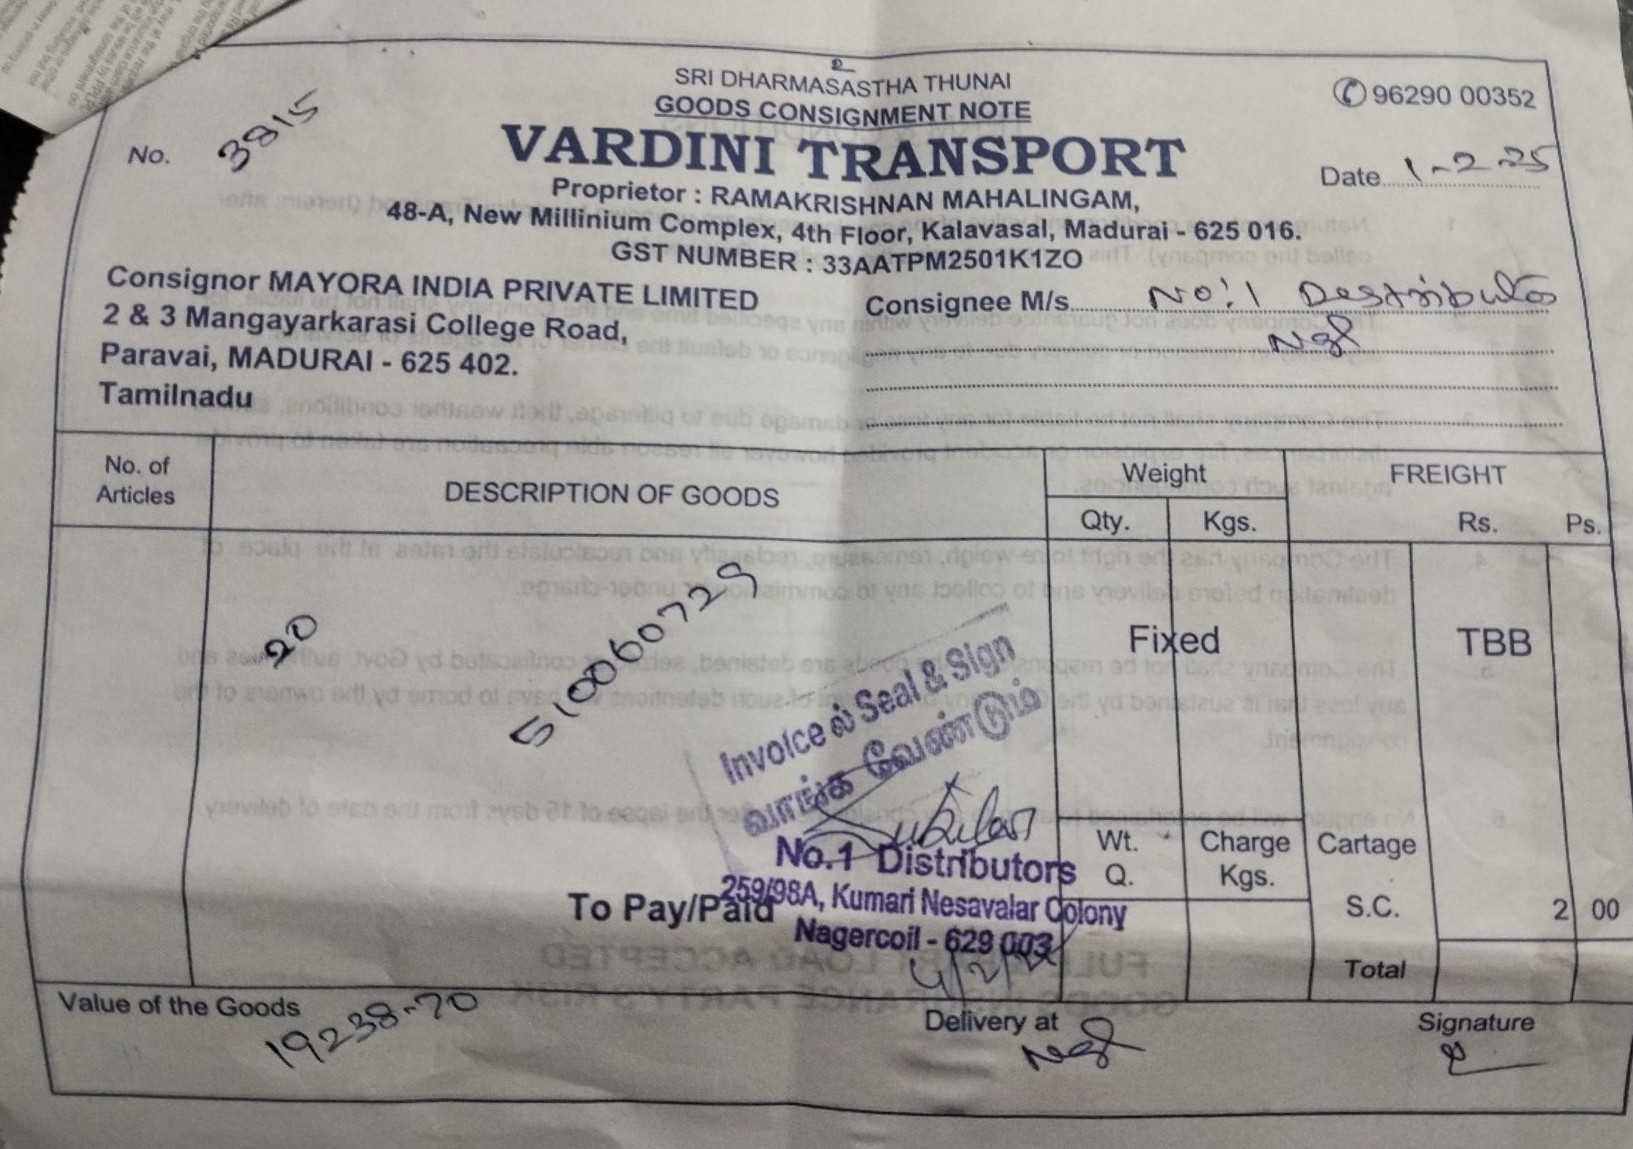 SRI DHARMASASTHA THUNAI
GOODS CONSIGNMENT NOTE
96290 00352
No. 3815
VARDINI TRANSPORT
Date 1-2-25
Proprietor : RAMAKRISHNAN MAHALINGAM,
48-A, New Millinium Complex, 4th Floor, Kalavasal, Madurai - 625 016.
GST NUMBER : 33AATPM2501K1ZO
Consignor MAYORA INDIA PRIVATE LIMITED
2 & 3 Mangayarkarasi College Road,
Paravai, MADURAI - 625 402.
Tamilnadu
Consignee M/s. No:1 Destributo
Ngl
No. of Articles
DESCRIPTION OF GOODS
Weight
Qty. Kgs.
FREIGHT
Rs. Ps.
20
510060729
Fixed
TBB
Invoice ல் Seal & Sign
வாங்க வேண்டும்
No.1 Distributors
259/98A, Kumari Nesavalar Colony
Nagercoil - 629 003
To Pay/Paid
Wt. Q.
Charge Kgs.
Cartage
S.C. 2 00
Total
Value of the Goods 19238-70
Delivery at Ngl
Signature